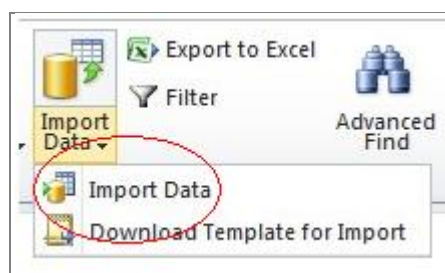 Export to Excel
Filter
Import
Data
Advanced
Find
Import Data
Download Template for Import